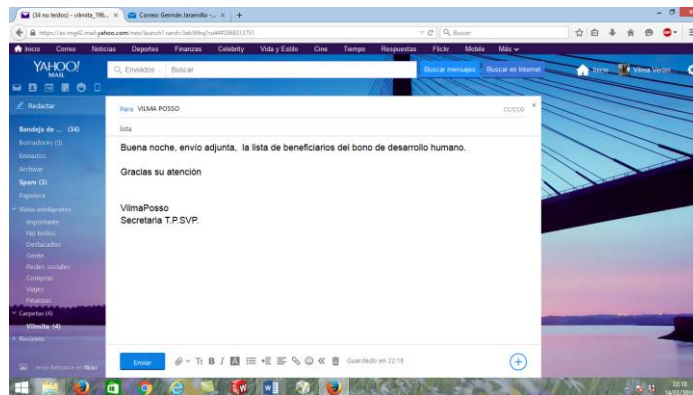 (34 no leídos) - vilmita_196...
Correo: Germán Jaramillo -...
Buscar
Inicio Correo Noticias Deportes Finanzas Celebrity Vida y Estilo Cine Tiempo Respuestas Flickr Mobile Más
YAHOO!
MAIL
Enviados Buscar
Buscar mensajes
Buscar en Internet
Inicio
Redactar
Para VILMA POSSO
CC/CCO
lista
Bandeja de ... (34)
Borradores (3)
Enviados
Archivar
Spam (3)
Papelera
Vistas inteligentes
Importante
No leídos
Destacados
Gente
Redes sociales
Compras
Viajes
Finanzas
Carpetas (4)
Vilmita (4)
Recientes
Buena noche, envío adjunta, la lista de beneficiarios del bono de desarrollo humano.
Gracias su atención
VilmaPosso
Secretaria T.P.SVP.
Enviar
Guardado en 22:18
22:18